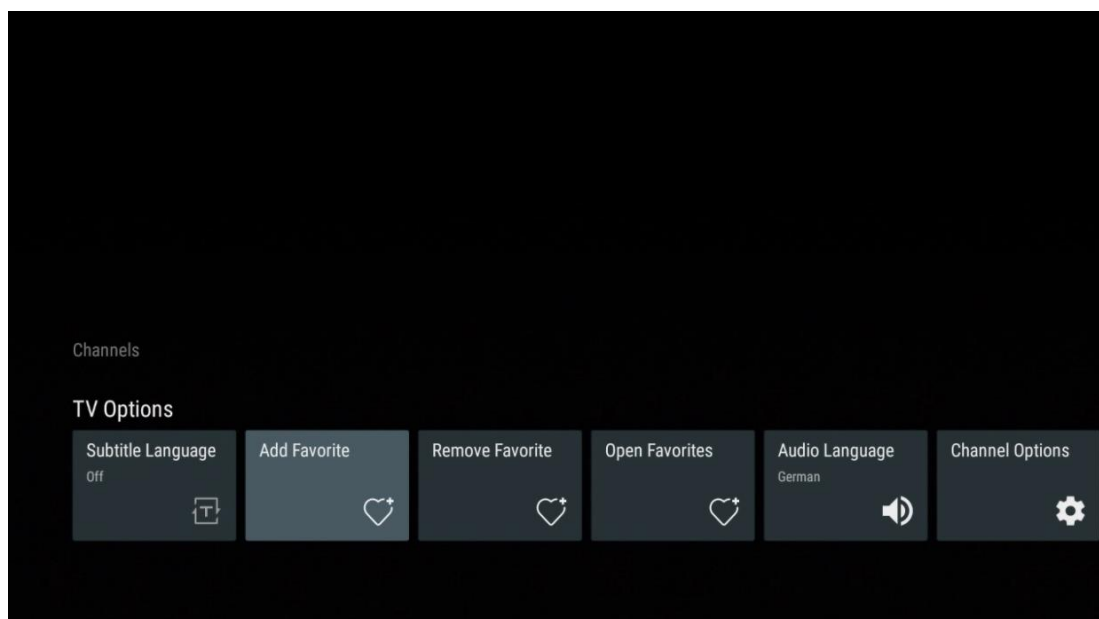 Channels
TV Options
Subtitle Language
Off
Add Favorite
Remove Favorite
Open Favorites
Audio Language
German
Channel Options